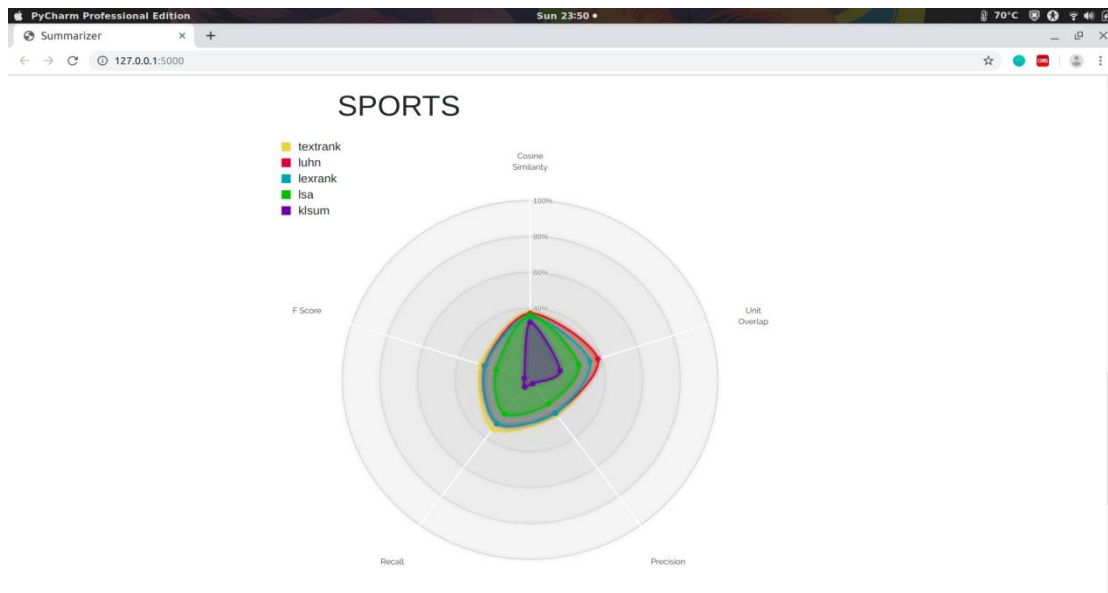 PyCharm Professional Edition
Sun 23:50
70°C
Summarizer
127.0.0.1:5000
CORS
SPORTS
textrank
luhn
lexrank
lsa
klsum
Cosine
Similarity
100%
80%
60%
40%
F Score
Unit
Overlap
Recall
Precision